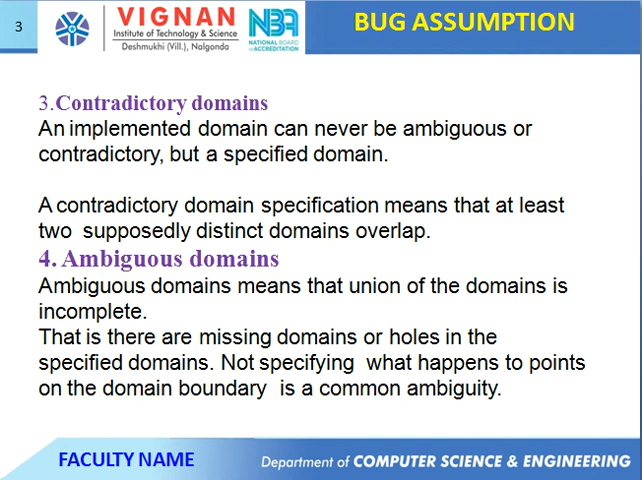 3
VIGNAN
Institute of Technology & Science
Deshmukhi (Vill.), Nalgonda
NBA
NATIONAL BOARD
of ACCREDITATION
BUG ASSUMPTION
3.Contradictory domains
An implemented domain can never be ambiguous or
contradictory, but a specified domain.
A contradictory domain specification means that at least
two supposedly distinct domains overlap.
4. Ambiguous domains
Ambiguous domains means that union of the domains is
incomplete.
That is there are missing domains or holes in the
specified domains. Not specifying what happens to points
on the domain boundary is a common ambiguity.
FACULTY NAME
Department of COMPUTER SCIENCE & ENGINEERING